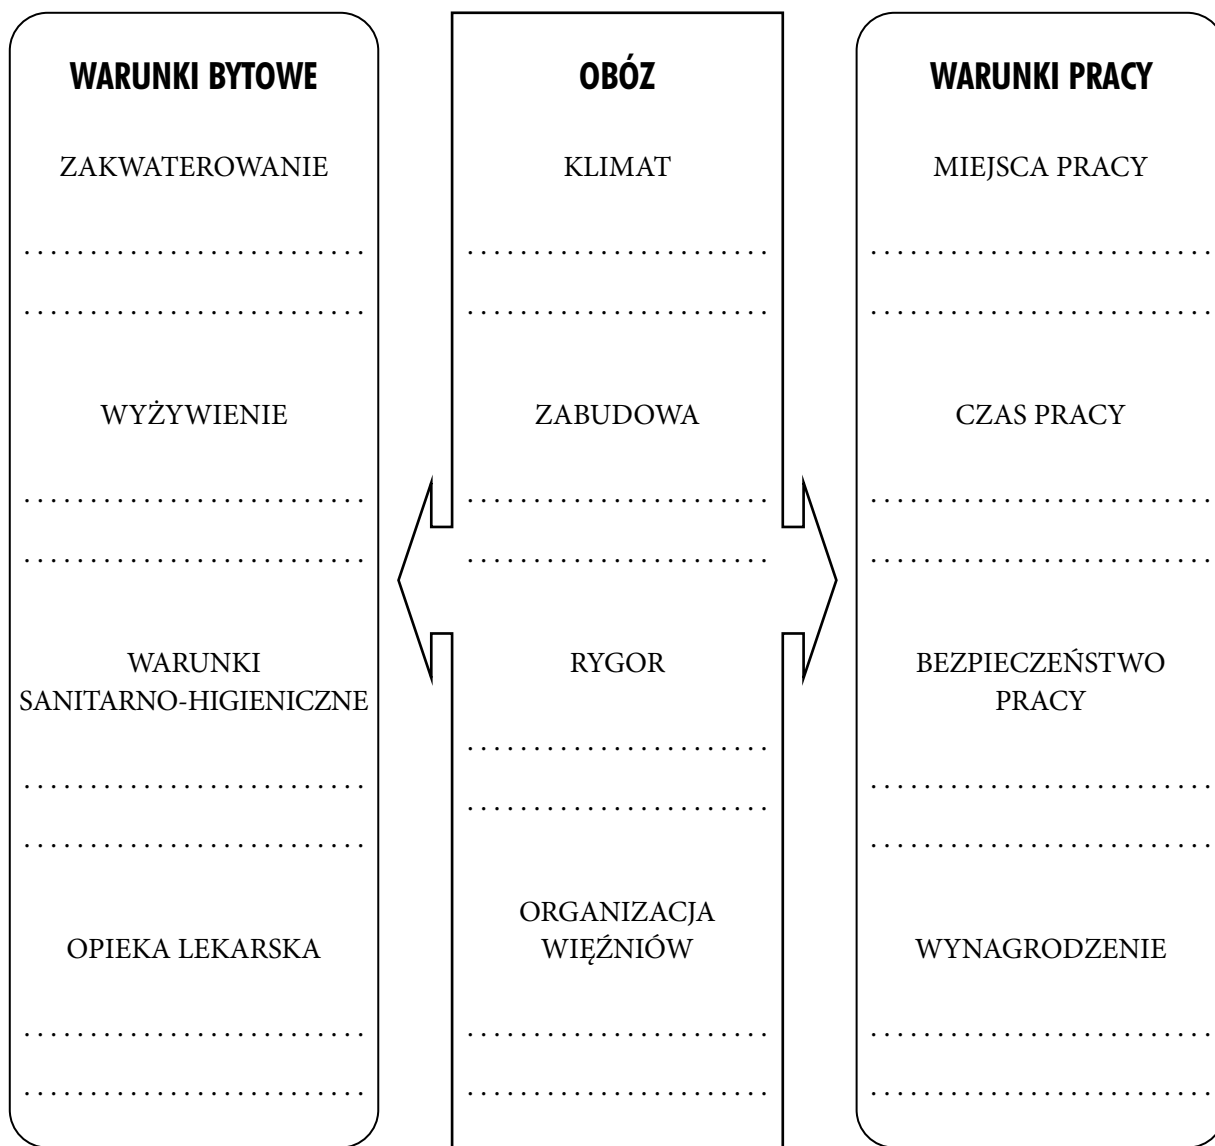 WARUNKI BYTOWE
ZAKWATEROWANIE
. . . . . . . . . . . . . . . . . . . . . . . . . .
. . . . . . . . . . . . . . . . . . . . . . . . . .
WYŻYWIENIE
. . . . . . . . . . . . . . . . . . . . . . . . . .
. . . . . . . . . . . . . . . . . . . . . . . . . .
WARUNKI
SANITARNO-HIGIENICZNE
. . . . . . . . . . . . . . . . . . . . . . . . . .
. . . . . . . . . . . . . . . . . . . . . . . . . .
OPIEKA LEKARSKA
. . . . . . . . . . . . . . . . . . . . . . . . . .
. . . . . . . . . . . . . . . . . . . . . . . . . .
OBÓZ
KLIMAT
. . . . . . . . . . . . . . . . . . . . . . .
. . . . . . . . . . . . . . . . . . . . . . .
ZABUDOWA
. . . . . . . . . . . . . . . . . . . . . . .
. . . . . . . . . . . . . . . . . . . . . . .
RYGOR
. . . . . . . . . . . . . . . . . . . . . . .
. . . . . . . . . . . . . . . . . . . . . . .
ORGANIZACJA
WIĘŹNIÓW
. . . . . . . . . . . . . . . . . . . . . . .
. . . . . . . . . . . . . . . . . . . . . . .
WARUNKI PRACY
MIEJSCA PRACY
. . . . . . . . . . . . . . . . . . . . . . . . . .
. . . . . . . . . . . . . . . . . . . . . . . . . .
CZAS PRACY
. . . . . . . . . . . . . . . . . . . . . . . . . .
. . . . . . . . . . . . . . . . . . . . . . . . . .
BEZPIECZEŃSTWO
PRACY
. . . . . . . . . . . . . . . . . . . . . . . . . .
. . . . . . . . . . . . . . . . . . . . . . . . . .
WYNAGRODZENIE
. . . . . . . . . . . . . . . . . . . . . . . . . .
. . . . . . . . . . . . . . . . . . . . . . . . . .